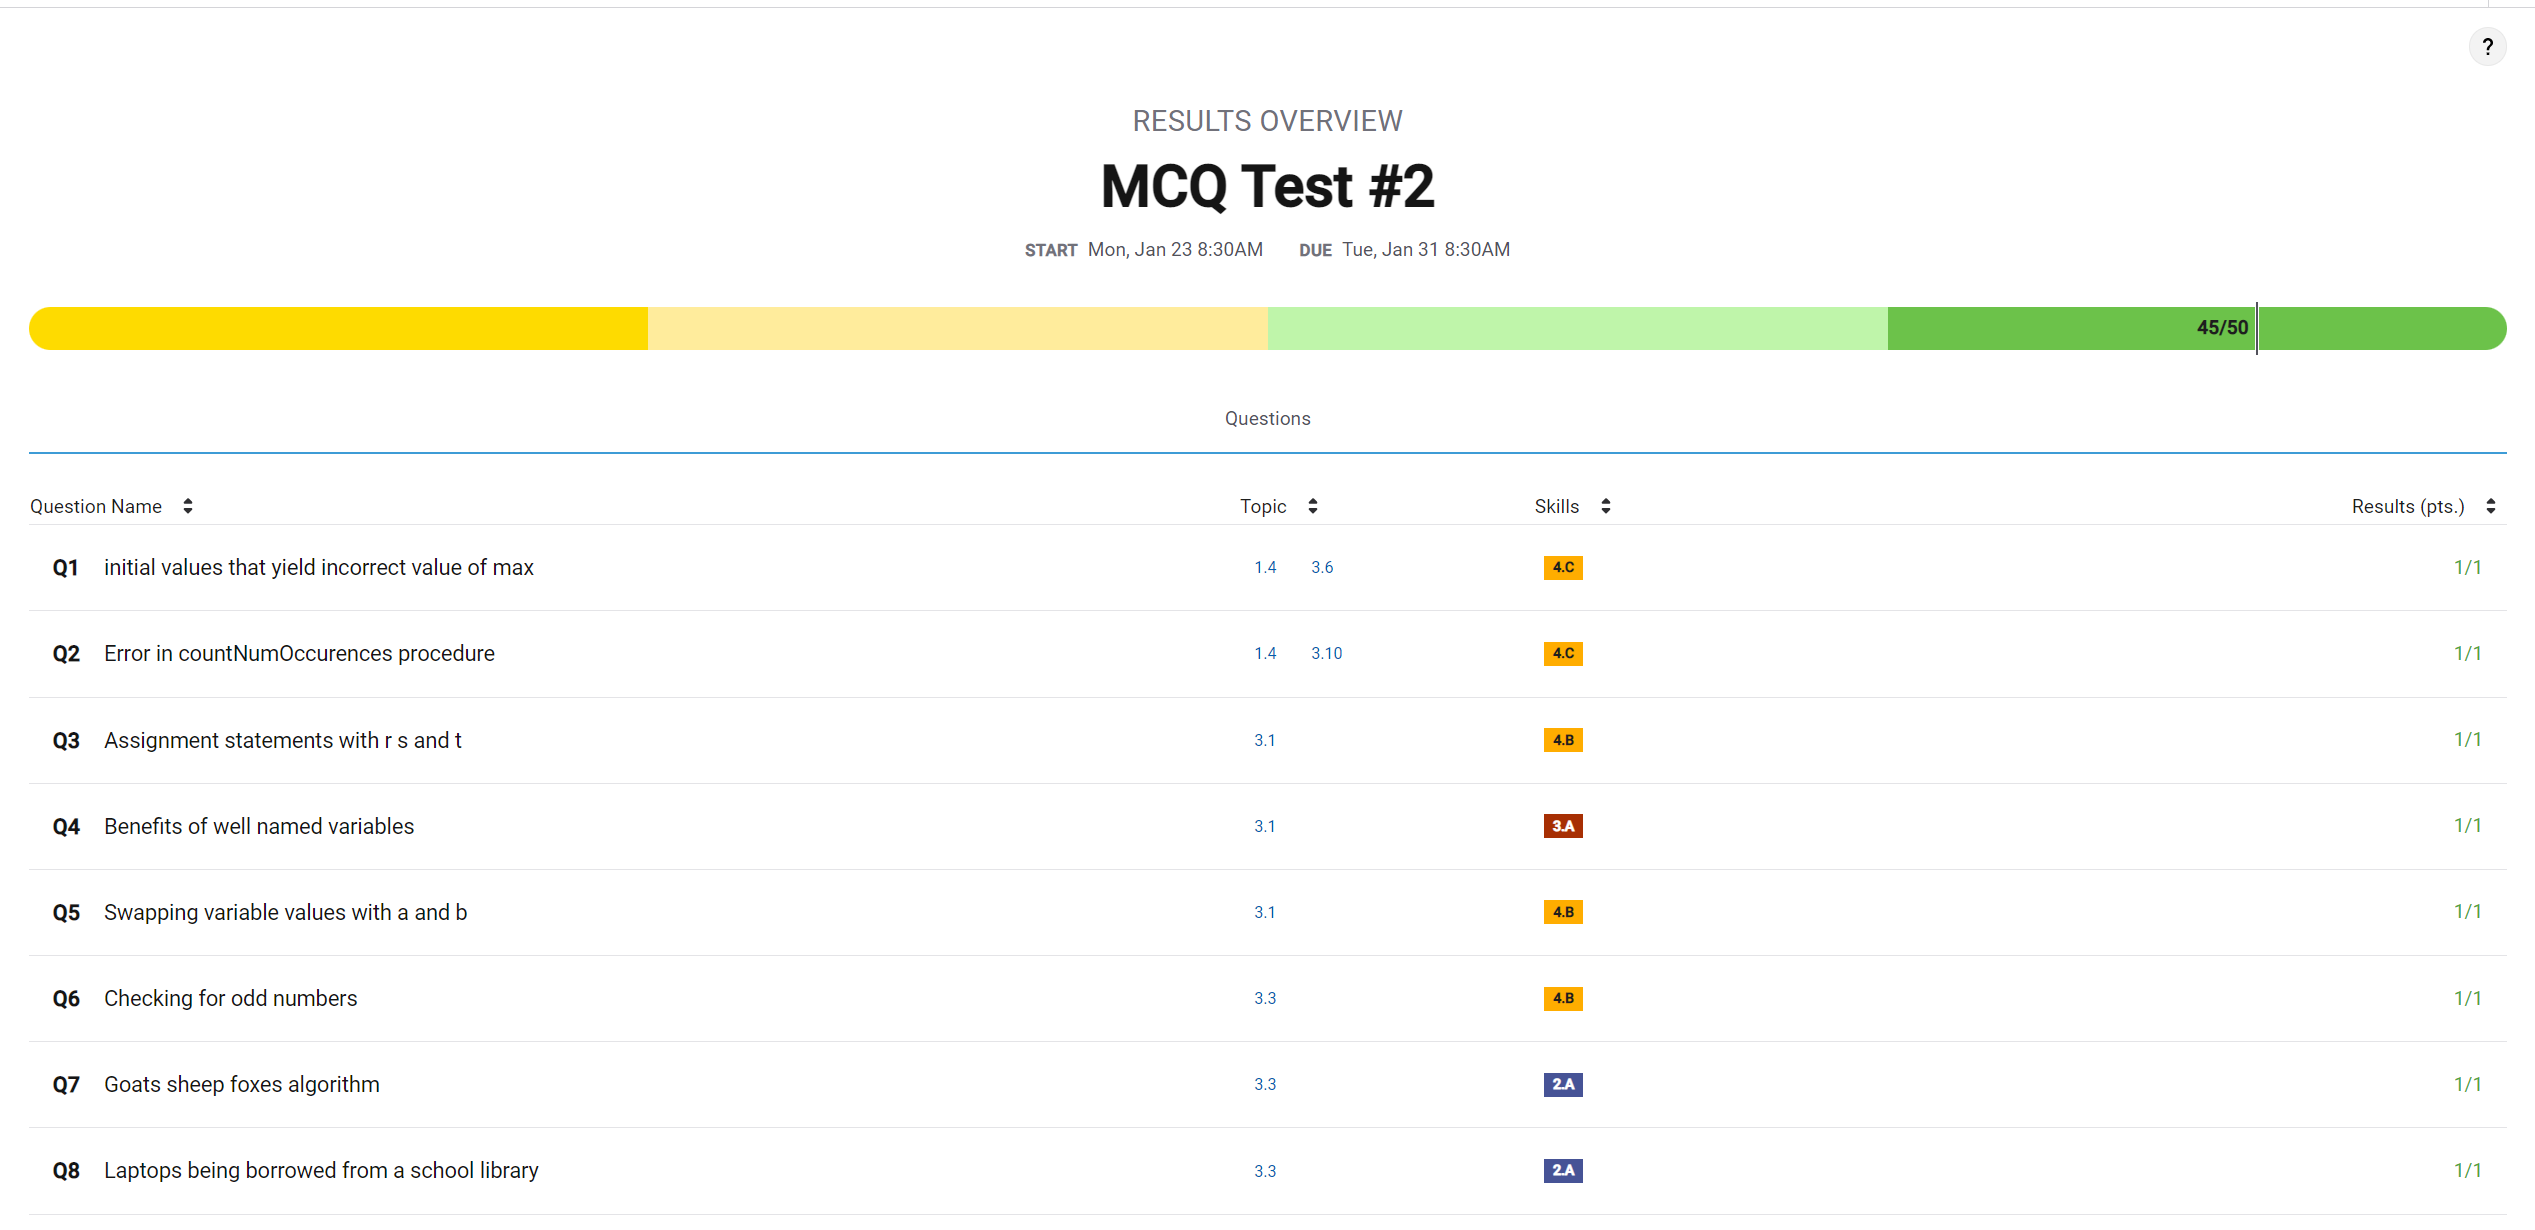 ?
RESULTS OVERVIEW
MCQ Test #2
START Mon, Jan 23 8:30AM DUE Tue, Jan 31 8:30AM
45/50
Questions
Question Name Topic Skills Results (pts.)
Q1 initial values that yield incorrect value of max 1.4 3.6 4.C 1/1
Q2 Error in countNumOccurences procedure 1.4 3.10 4.C 1/1
Q3 Assignment statements with r s and t 3.1 4.B 1/1
Q4 Benefits of well named variables 3.1 3.A 1/1
Q5 Swapping variable values with a and b 3.1 4.B 1/1
Q6 Checking for odd numbers 3.3 4.B 1/1
Q7 Goats sheep foxes algorithm 3.3 2.A 1/1
Q8 Laptops being borrowed from a school library 3.3 2.A 1/1